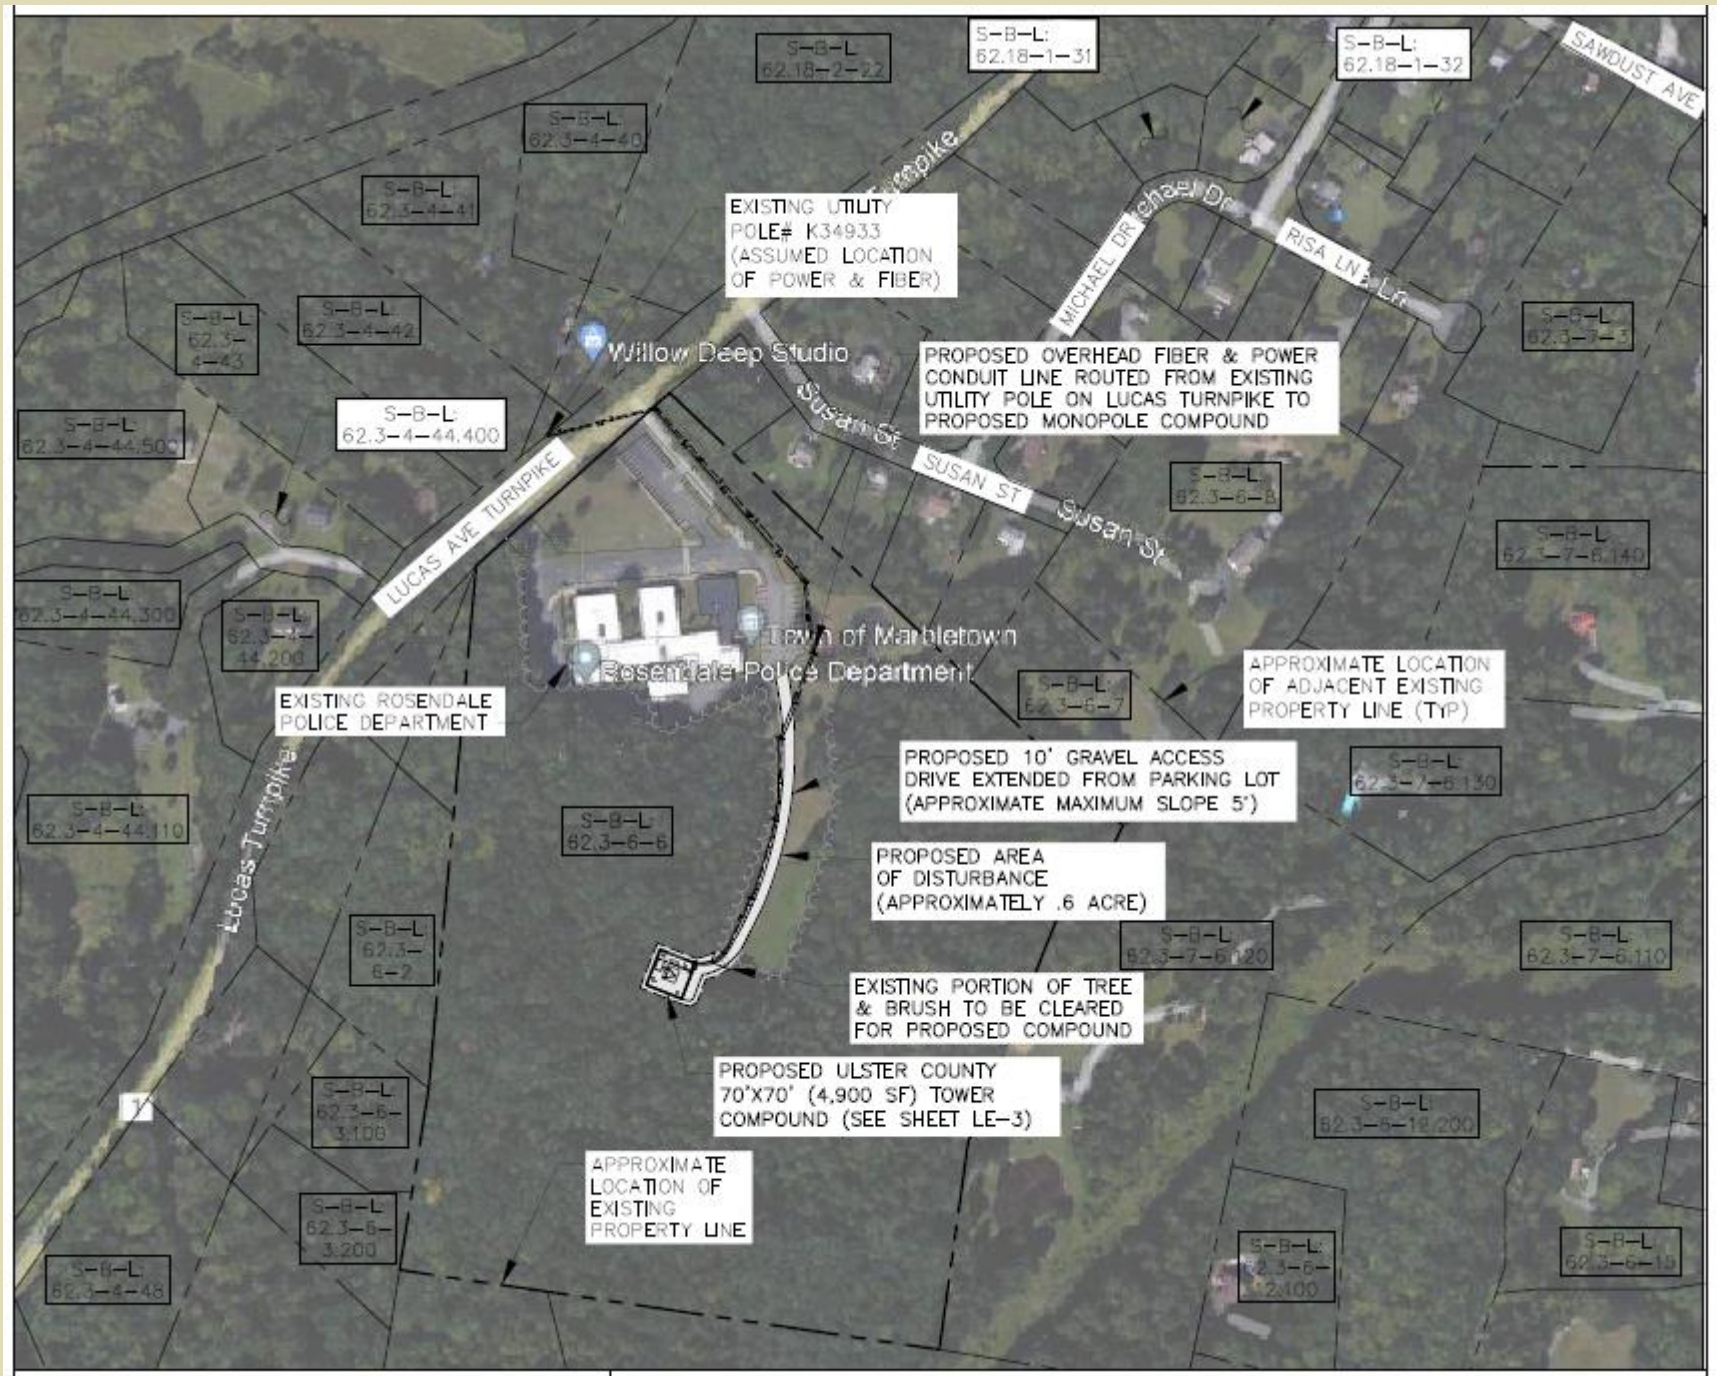 S-B-L:
62.18-2-22
S-B-L:
62.18-1-31
S-B-L:
62.18-1-32
SAWDUST AVE
S-B-L:
62.3-4-40
S-B-L:
62.3-4-41
Turnpike
EXISTING UTILITY
POLE# K34933
(ASSUMED LOCATION
OF POWER & FIBER)
MICHAEL DR
RISA LN
S-B-L:
62.3-4-42
S-B-L:
62.3-
4-43
S-B-L:
62.3-7-3
Willow Deep Studio
PROPOSED OVERHEAD FIBER & POWER
CONDUIT LINE ROUTED FROM EXISTING
UTILITY POLE ON LUCAS TURNPIKE TO
PROPOSED MONOPOLE COMPOUND
S-B-L:
62.3-4-44.500
S-B-L:
62.3-4-44.400
Susan St
SUSAN ST
Susan St
S-B-L:
62.3-6-8
LUCAS AVE TURNPIKE
S-B-L:
62.3-7-6.140
S-B-L:
62.3-4-44.300
S-B-L:
62.3-4-
44.200
Town of Marbletown
Rosendale Police Department
EXISTING ROSENDALE
POLICE DEPARTMENT
S-B-L:
62.3-6-7
APPROXIMATE LOCATION
OF ADJACENT EXISTING
PROPERTY LINE (TYP)
PROPOSED 10' GRAVEL ACCESS
DRIVE EXTENDED FROM PARKING LOT
(APPROXIMATE MAXIMUM SLOPE 5°)
S-B-L:
62.3-7-6.130
S-B-L:
62.3-4-44.110
Lucas Turnpike
S-B-L:
62.3-6-6
PROPOSED AREA
OF DISTURBANCE
(APPROXIMATELY .6 ACRE)
S-B-L:
62.3-
6-2
S-B-L:
62.3-7-6.120
S-B-L:
62.3-7-6.110
EXISTING PORTION OF TREE
& BRUSH TO BE CLEARED
FOR PROPOSED COMPOUND
PROPOSED ULSTER COUNTY
70'X70' (4,900 SF) TOWER
COMPOUND (SEE SHEET LE-3)
1
S-B-L:
62.3-6-
3.100
S-B-L:
62.3-6-12.200
APPROXIMATE
LOCATION OF
EXISTING
PROPERTY LINE
S-B-L:
62.3-6-
3.200
S-B-L:
62.3-4-48
S-B-L:
62.3-6-
2.100
S-B-L:
62.3-6-15